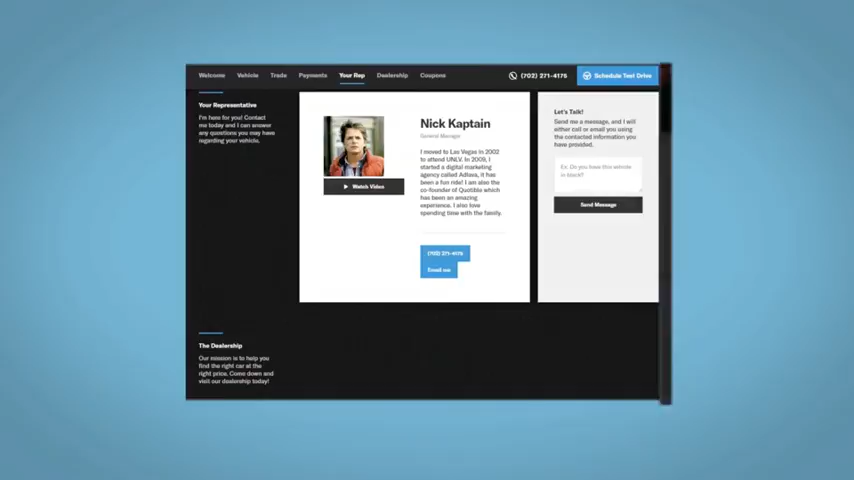 Welcome Vehicle Trade Payments Your Rep Dealership Coupons (702) 271-4175 Schedule Test Drive
Your Representative
I'm here for you! Contact
me today and I can answer
any questions you may have
regarding your vehicle.
Watch Video
Nick Kaptain
General Manager
I moved to Las Vegas in 2002
to attend UNLV. In 2009, I
started a digital marketing
agency called Adlava, it has
been a fun ride! I am also the
co-founder of Quotible which
has been an amazing
experience. I also love
spending time with the family.
(702) 271-4175
Email me
Let's Talk!
Send me a message, and I will
either call or email you using
the contacted information you
have provided.
Ex. Do you have this vehicle
in black?
Send Message
The Dealership
Our mission is to help you
find the right car at the
right price. Come down and
visit our dealership today!